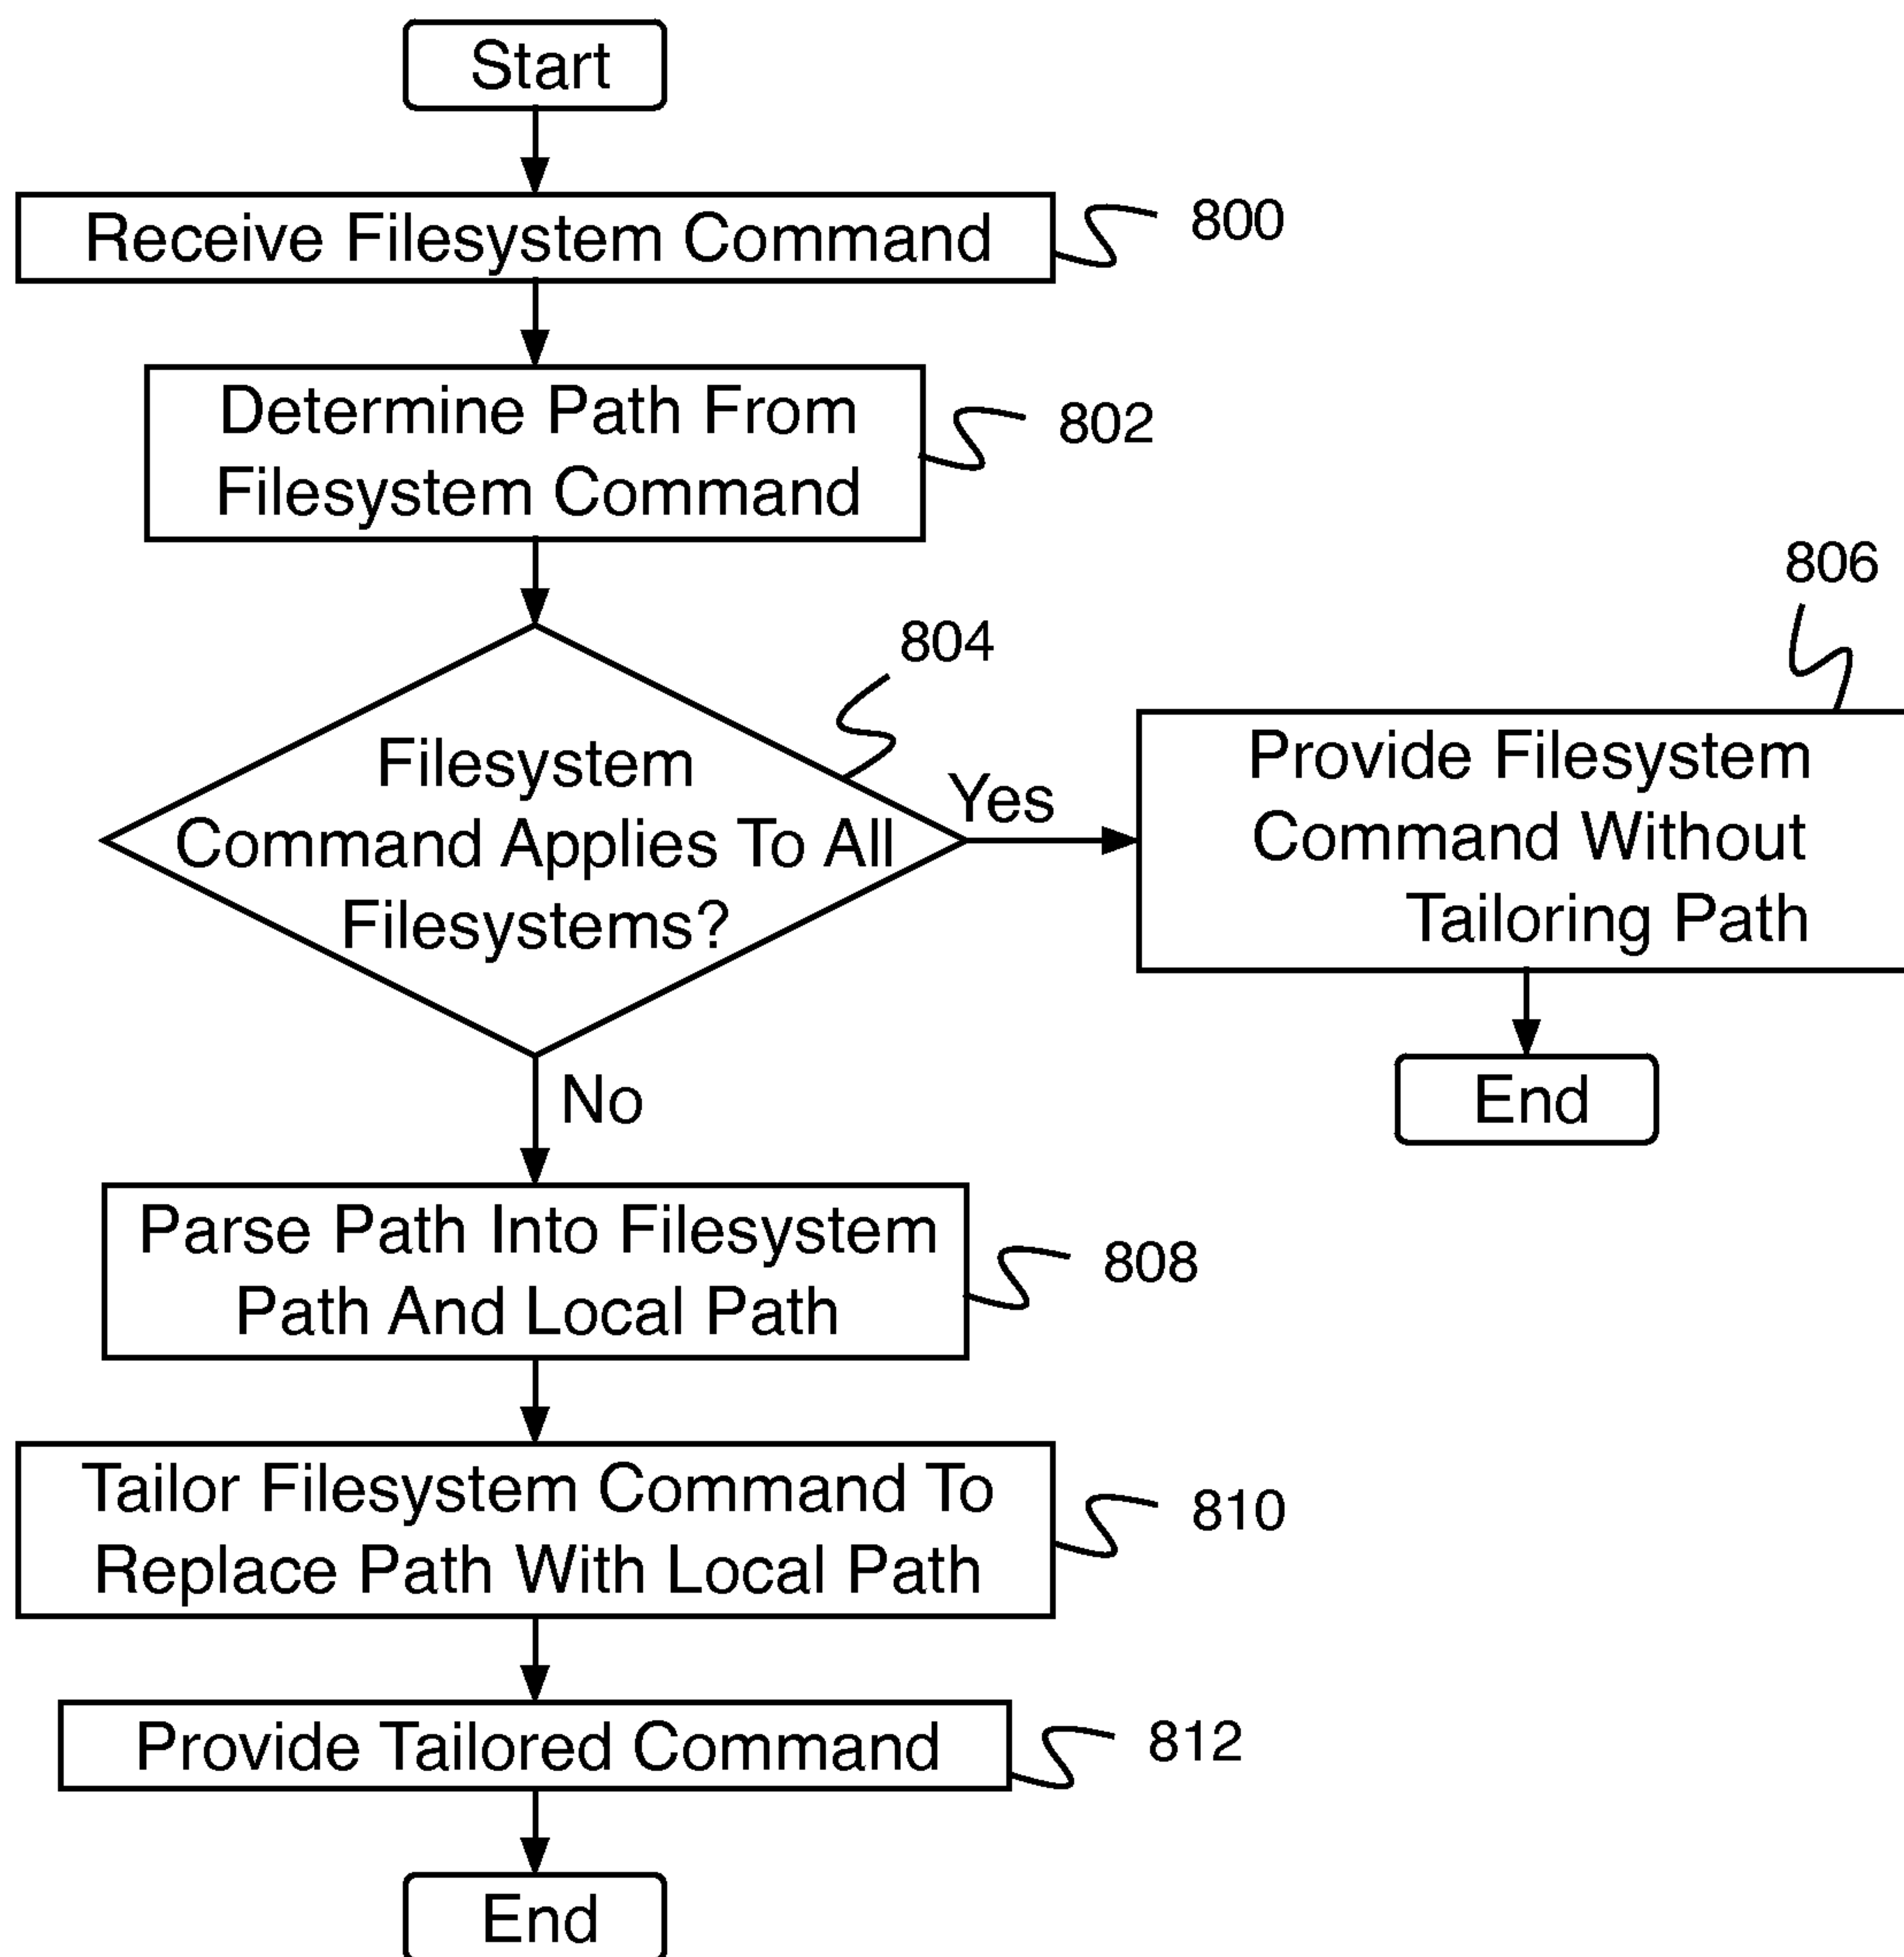 Start
Receive Filesystem Command
800
Determine Path From
Filesystem Command
802
804
Filesystem
Command Applies To All
Filesystems?
Yes
806
Provide Filesystem
Command Without
Tailoring Path
End
No
Parse Path Into Filesystem
Path And Local Path
808
Tailor Filesystem Command To
Replace Path With Local Path
810
Provide Tailored Command
812
End